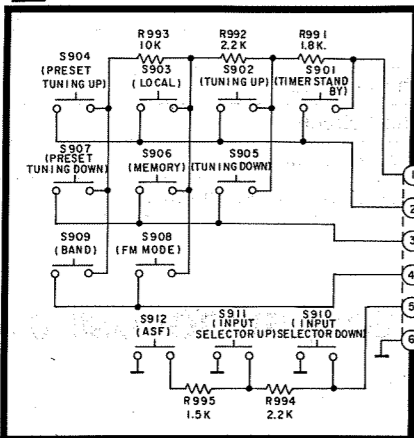 R993
10K
R992
2.2K
R991
1.8K.
S904
(PRESET
TUNING UP)
S903
(LOCAL)
S902
(TUNING UP)
S901
(TIMER STAND
BY)
S907
(PRESET
TUNING DOWN)
S906
(MEMORY)
S905
(TUNING DOWN)
S909
(BAND)
S908
(FM MODE)
S912
(ASF)
S911
(INPUT
SELECTOR UP)
S910
(INPUT
SELECTOR DOWN)
R995
1.5K
R994
2.2K
1
2
3
4
5
6